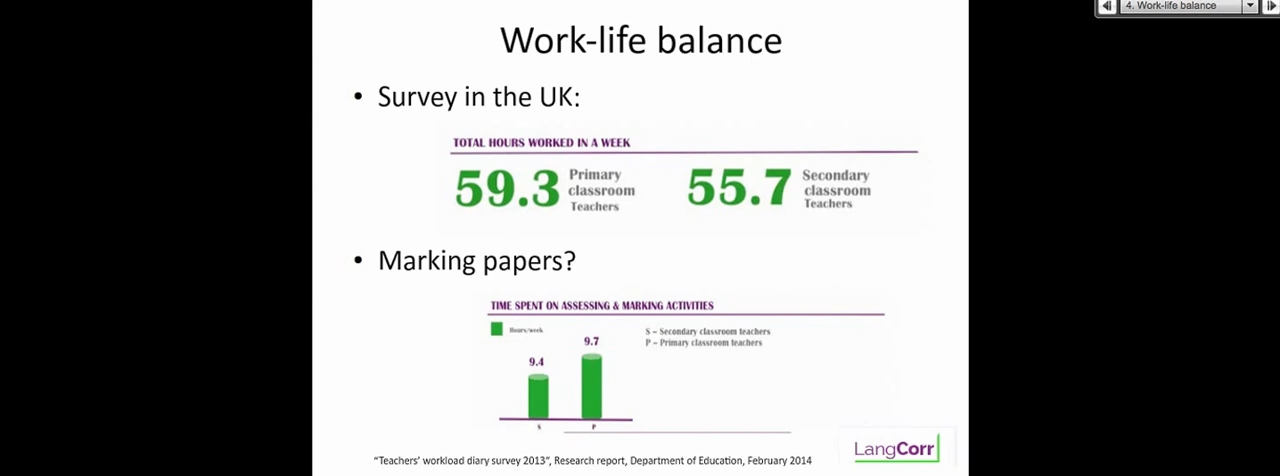 4. Work-life balance
Work-life balance
• Survey in the UK:
TOTAL HOURS WORKED IN A WEEK
59.3 Primary classroom Teachers
55.7 Secondary classroom Teachers
• Marking papers?
TIME SPENT ON ASSESSING & MARKING ACTIVITIES
Hours/week
S – Secondary classroom teachers
P – Primary classroom teachers
9.7
9.4
S P
LangCorr
“Teachers’ workload diary survey 2013”, Research report, Department of Education, February 2014